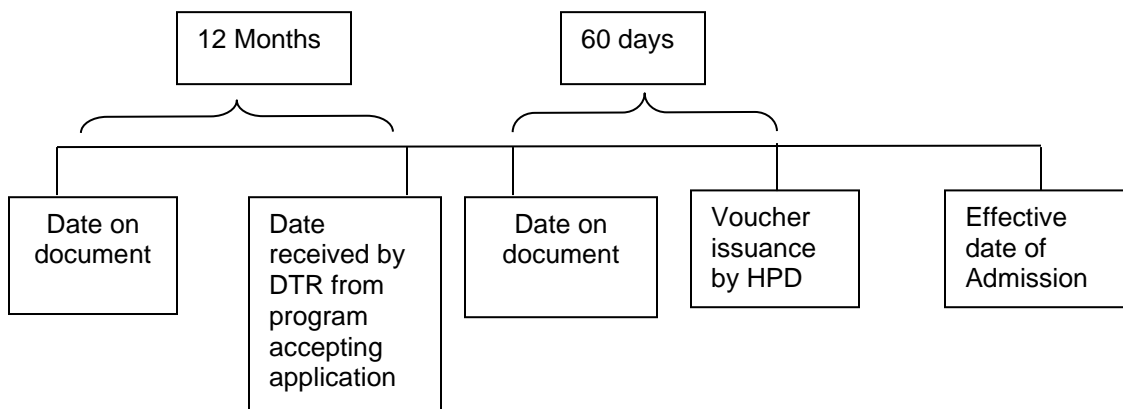 12 Months
60 days
Date on
document
Date
received by
DTR from
program
accepting
application
Date on
document
Voucher
issuance
by HPD
Effective
date of
Admission